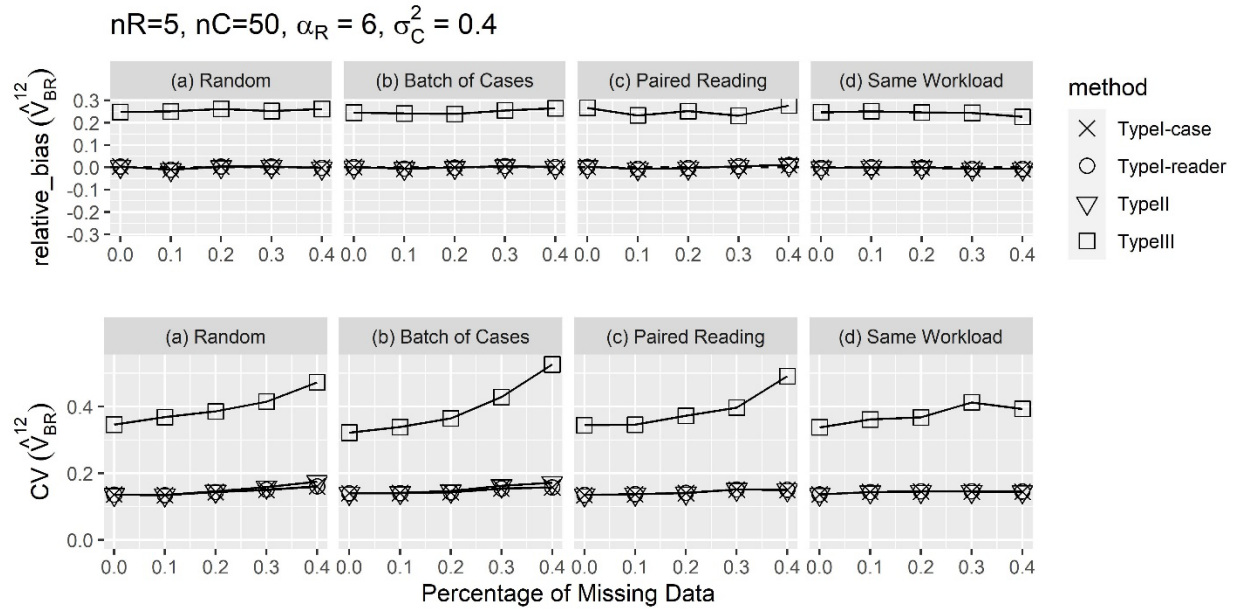 nR=5, nC=50, α_R = 6, σ_C^2 = 0.4
(a) Random (b) Batch of Cases (c) Paired Reading (d) Same Workload
relative_bias (V̂_BR^12)
0.3
0.2
0.0
-0.1
-0.2
-0.3
0.0 0.1 0.2 0.3 0.4 0.0 0.1 0.2 0.3 0.4 0.0 0.1 0.2 0.3 0.4 0.0 0.1 0.2 0.3 0.4
method
TypeI-case
TypeI-reader
TypeII
TypeIII
(a) Random (b) Batch of Cases (c) Paired Reading (d) Same Workload
CV (V̂_BR^12)
0.4
0.2
0.0
0.0 0.1 0.2 0.3 0.4 0.0 0.1 0.2 0.3 0.4 0.0 0.1 0.2 0.3 0.4 0.0 0.1 0.2 0.3 0.4
Percentage of Missing Data